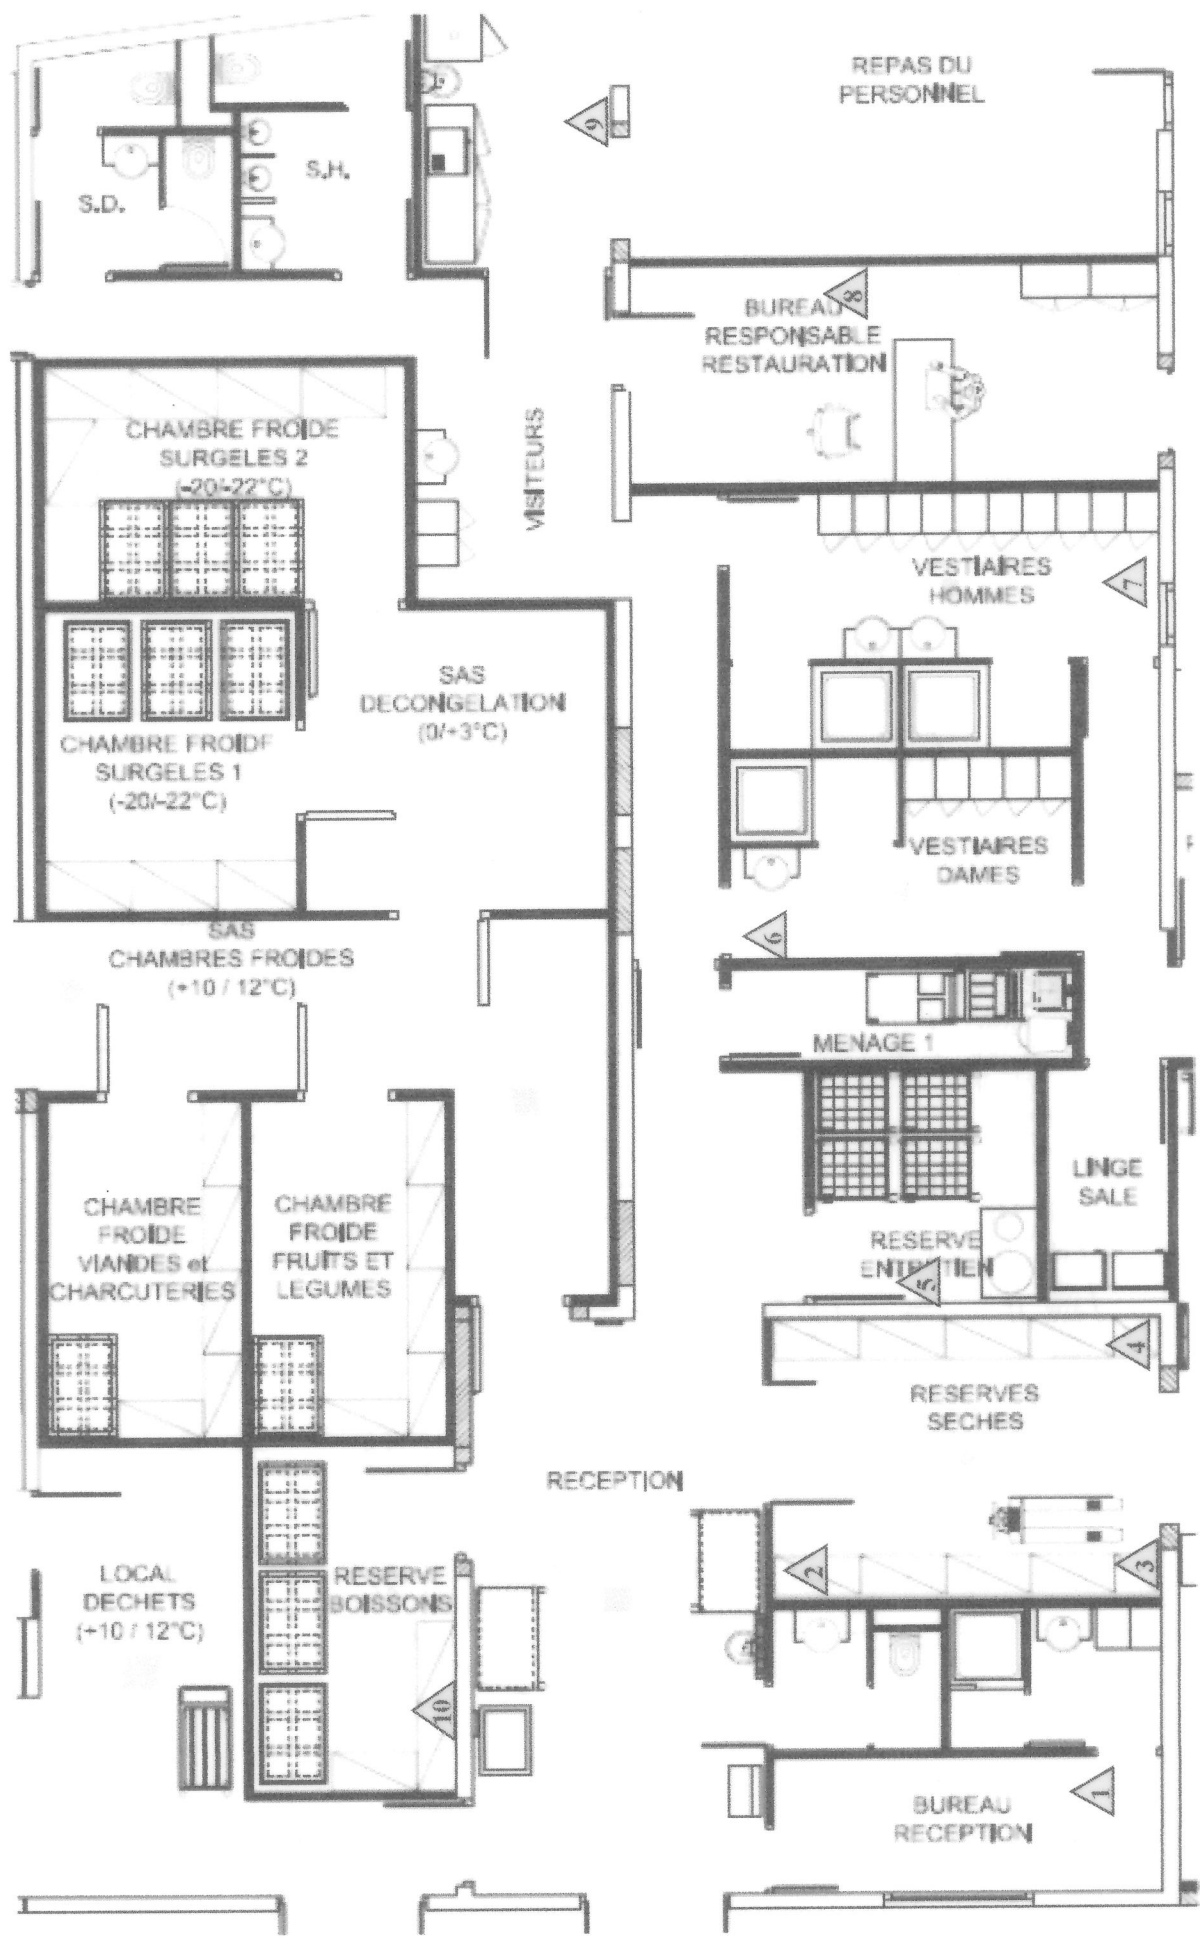 REPAS DU
PERSONNEL
9
S.H.
S.D.
8
BUREAU
RESPONSABLE
RESTAURATION
CHAMBRE FROIDE
SURGELES 2
(-20/-22°C)
VISITEURS
VESTIAIRES
HOMMES
7
SAS
DECONGELATION
(0/+3°C)
CHAMBRE FROIDE
SURGELES 1
(-20/-22°C)
VESTIAIRES
DAMES
SAS
CHAMBRES FROIDES
(+10 / 12°C)
6
MENAGE 1
LINGE
SALE
CHAMBRE
FROIDE
VIANDES et
CHARCUTERIES
CHAMBRE
FROIDE
FRUITS ET
LEGUMES
RESERVE
ENTRETIEN
5
4
RESERVES
SECHES
RECEPTION
LOCAL
DECHETS
(+10 / 12°C)
RESERVE
BOISSONS
2
3
10
1
BUREAU
RECEPTION